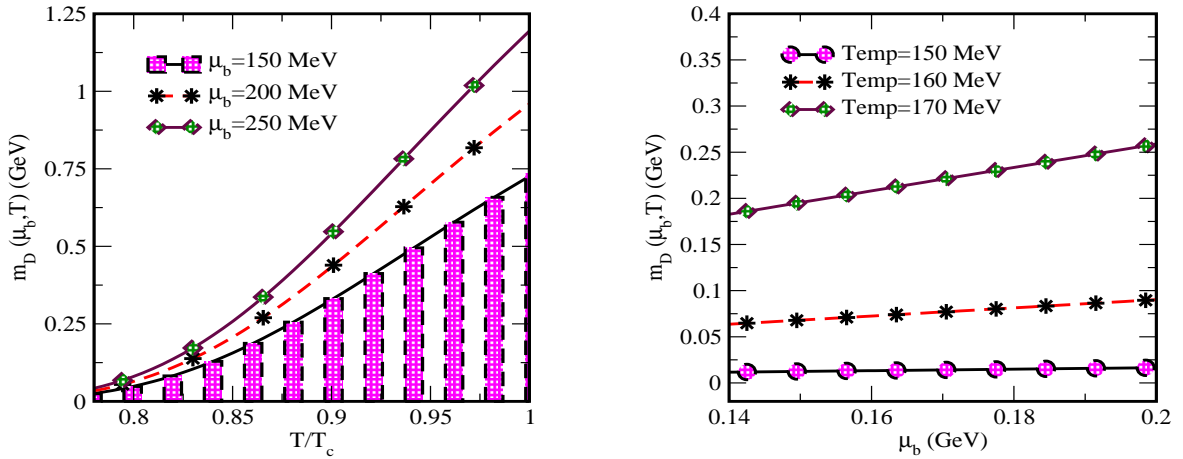 1.25
1
0.75
0.5
0.25
0
m_D (μ_b,T) (GeV)
μ_b=150 MeV
μ_b=200 MeV
μ_b=250 MeV
0.8 0.85 0.9 0.95 1
T/T_c
0.4
0.35
0.3
0.25
0.2
0.15
0.1
0.05
0
m_D (μ_b,T) (GeV)
Temp=150 MeV
Temp=160 MeV
Temp=170 MeV
0.14 0.16 0.18 0.2
μ_b (GeV)